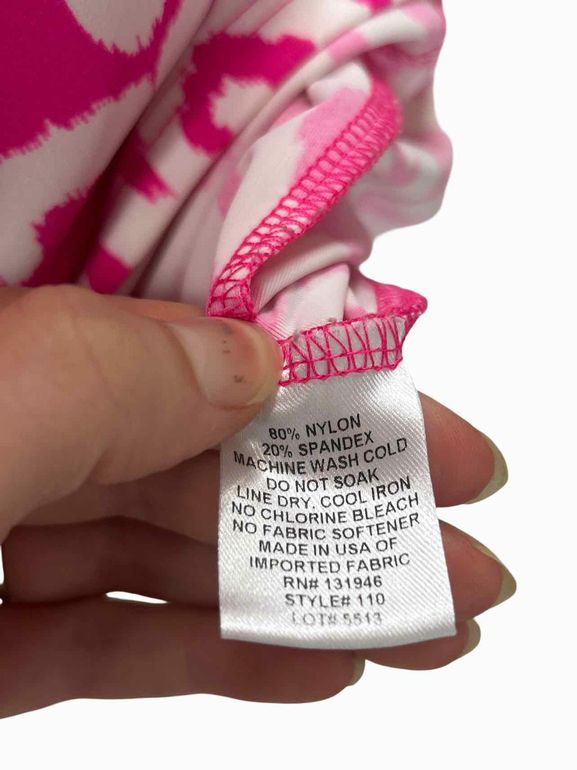 80% NYLON
20% SPANDEX
MACHINE WASH COLD
DO NOT SOAK
LINE DRY, COOL IRON
NO CHLORINE BLEACH
NO FABRIC SOFTENER
MADE IN USA OF
IMPORTED FABRIC
RN# 131946
STYLE# 110
LOT# 5513